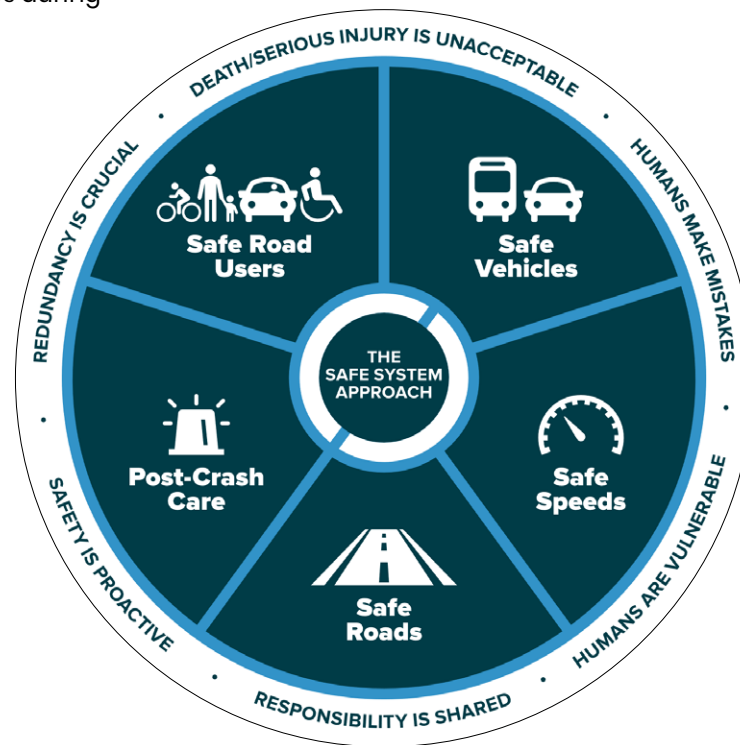 during
DEATH/SERIOUS INJURY IS UNACCEPTABLE
HUMANS MAKE MISTAKES
HUMANS ARE VULNERABLE
RESPONSIBILITY IS SHARED
SAFETY IS PROACTIVE
REDUNDANCY IS CRUCIAL
Safe Road
Users
Safe
Vehicles
THE
SAFE SYSTEM
APPROACH
Post-Crash
Care
Safe
Speeds
Safe
Roads